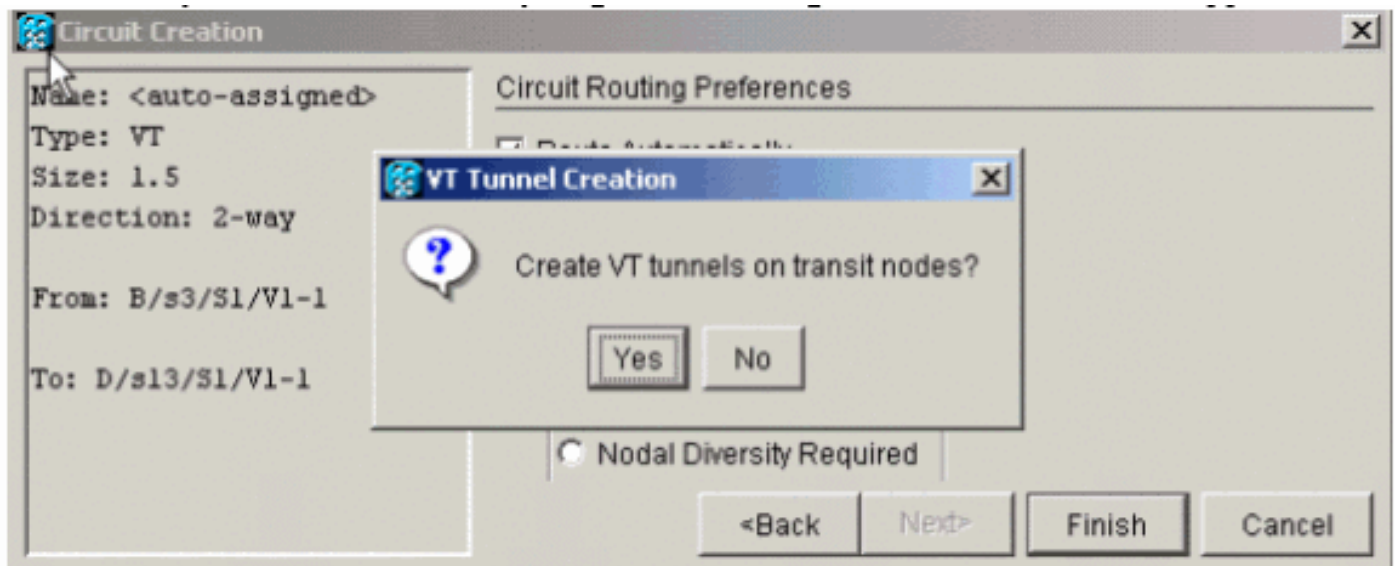 Circuit Creation
Name: <auto-assigned>
Type: VT
Size: 1.5
Direction: 2-way
From: B/s3/S1/V1-1
To: D/s13/S1/V1-1
Circuit Routing Preferences
VT Tunnel Creation
Create VT tunnels on transit nodes?
Yes
No
Nodal Diversity Required
<Back
Next>
Finish
Cancel